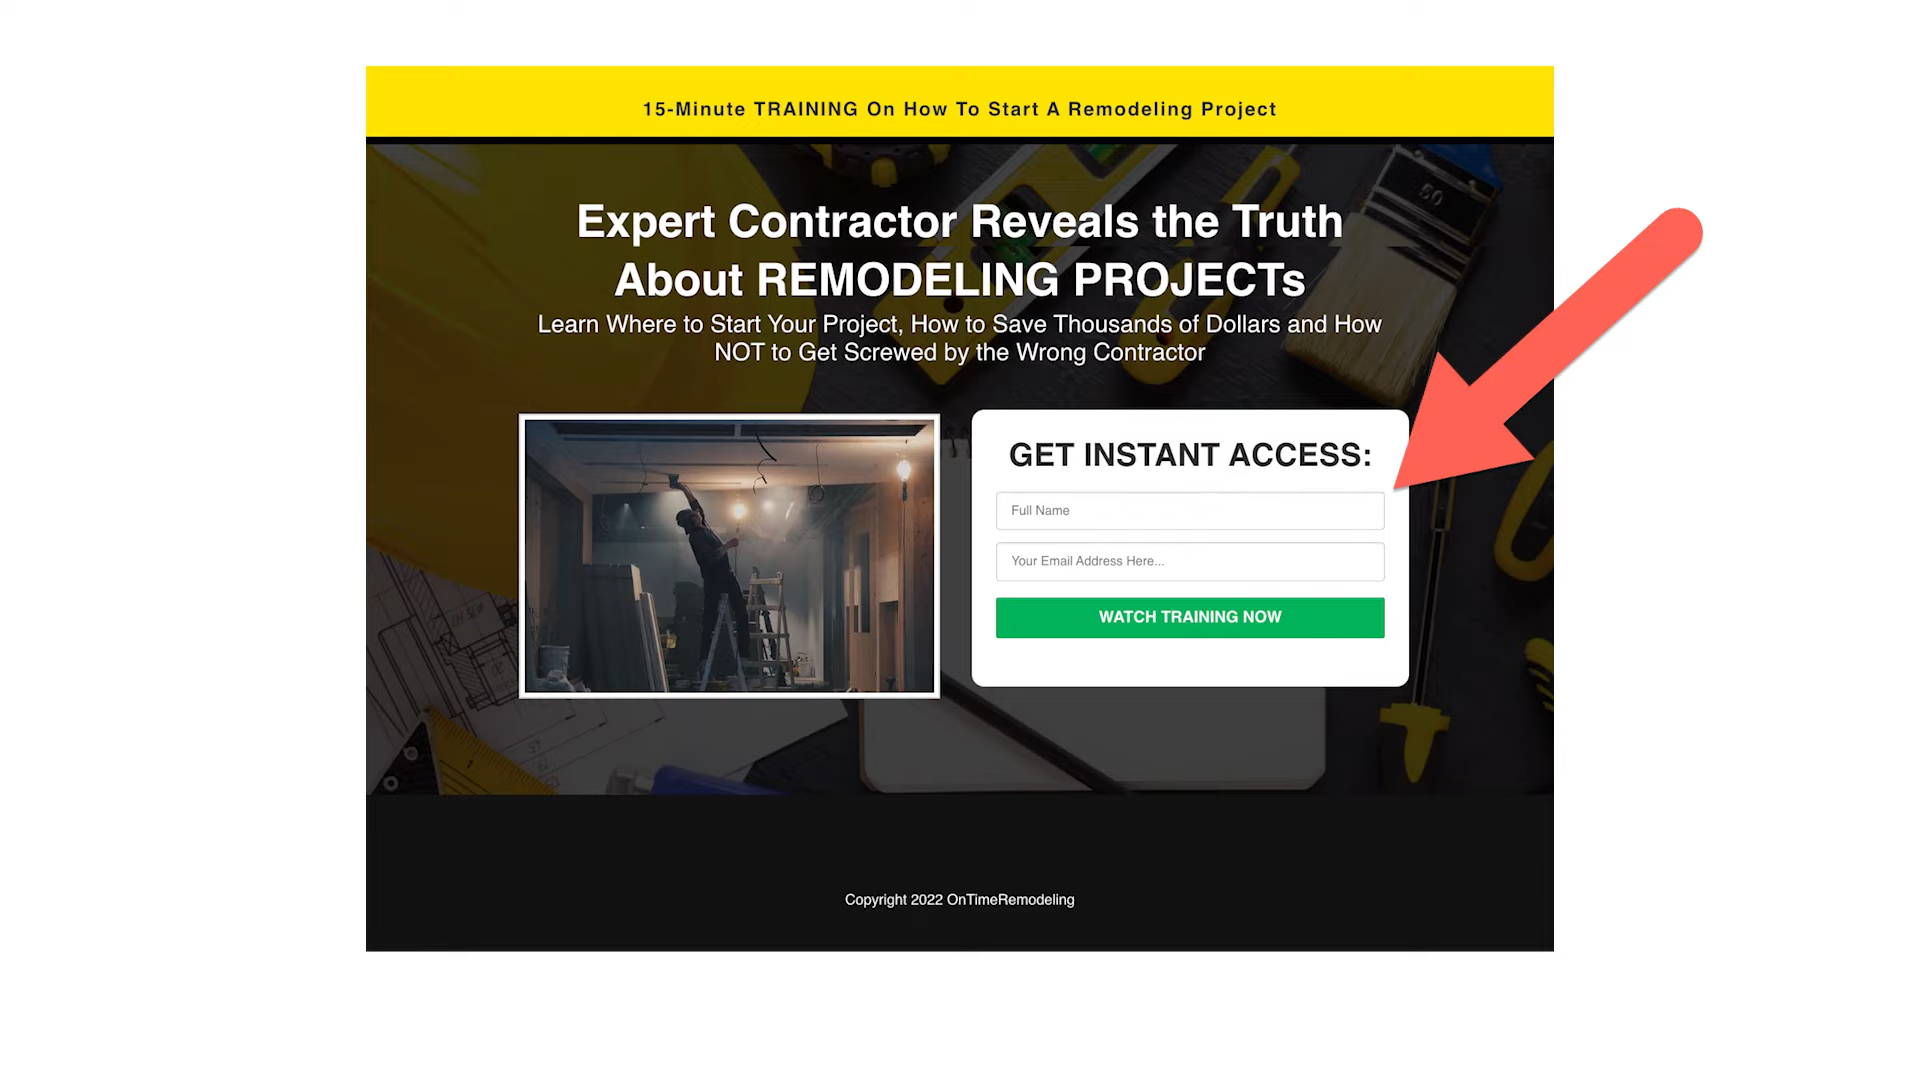 15-Minute TRAINING On How To Start A Remodeling Project
Expert Contractor Reveals the Truth
About REMODELING PROJECTs
Learn Where to Start Your Project, How to Save Thousands of Dollars and How
NOT to Get Screwed by the Wrong Contractor
GET INSTANT ACCESS:
Full Name
Your Email Address Here...
WATCH TRAINING NOW
Copyright 2022 OnTimeRemodeling